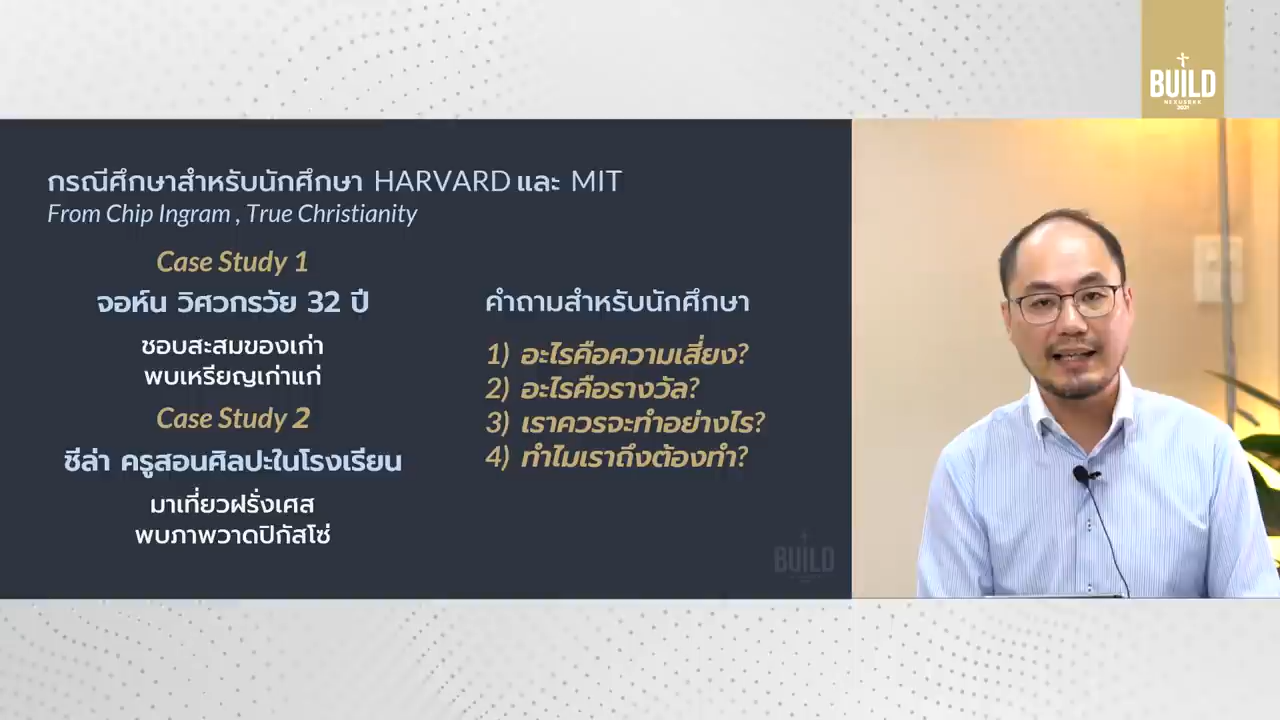 BUILD
NEXUSBKK
2021
กรณีศึกษาสำหรับนักศึกษา HARVARD และ MIT
From Chip Ingram , True Christianity
Case Study 1
จอห์น วิศวกรวัย 32 ปี
ชอบสะสมของเก่า
พบเหรียญเก่าแก่
Case Study 2
ซีล่า ครูสอนศิลปะในโรงเรียน
มาเที่ยวฝรั่งเศส
พบภาพวาดปิกัสโซ่
คำถามสำหรับนักศึกษา
1) อะไรคือความเสี่ยง?
2) อะไรคือรางวัล?
3) เราควรจะทำอย่างไร?
4) ทำไมเราถึงต้องทำ?
BUILD